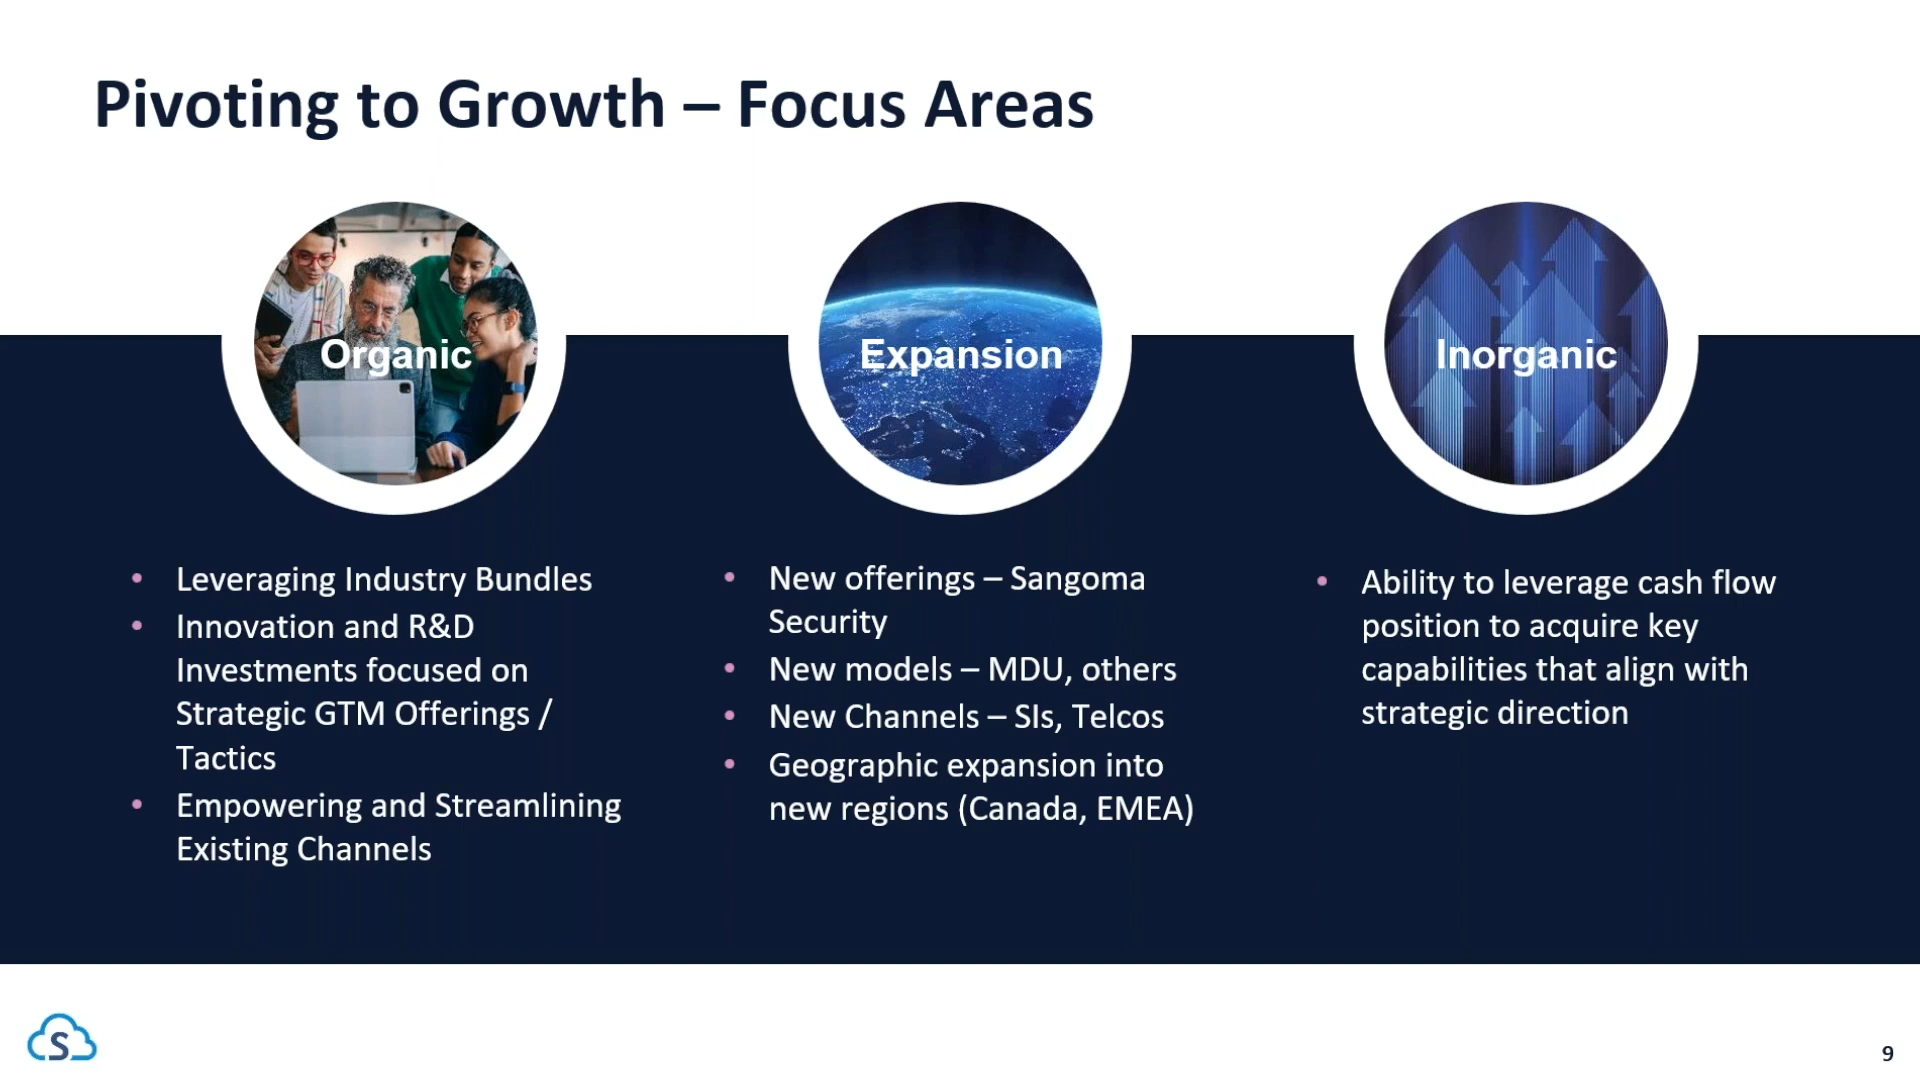 Pivoting to Growth – Focus Areas
Organic
Expansion
Inorganic
• Leveraging Industry Bundles
• Innovation and R&D
Investments focused on
Strategic GTM Offerings /
Tactics
• Empowering and Streamlining
Existing Channels
• New offerings – Sangoma
Security
• New models – MDU, others
• New Channels – SIs, Telcos
• Geographic expansion into
new regions (Canada, EMEA)
• Ability to leverage cash flow
position to acquire key
capabilities that align with
strategic direction
S
9